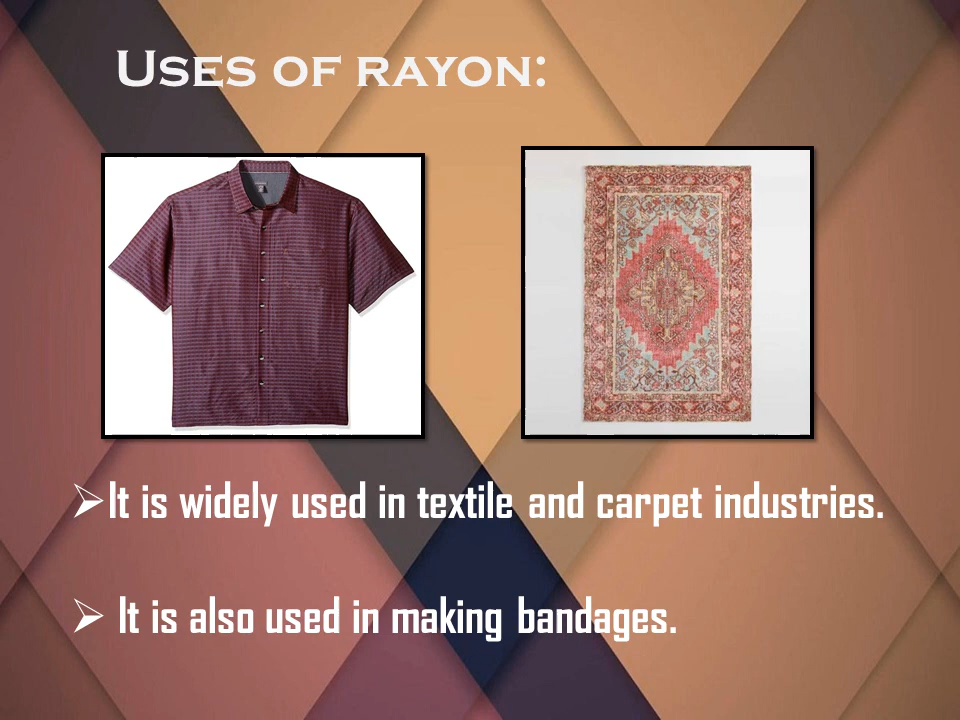 Uses of rayon:
➢It is widely used in textile and carpet industries.
➢ It is also used in making bandages.